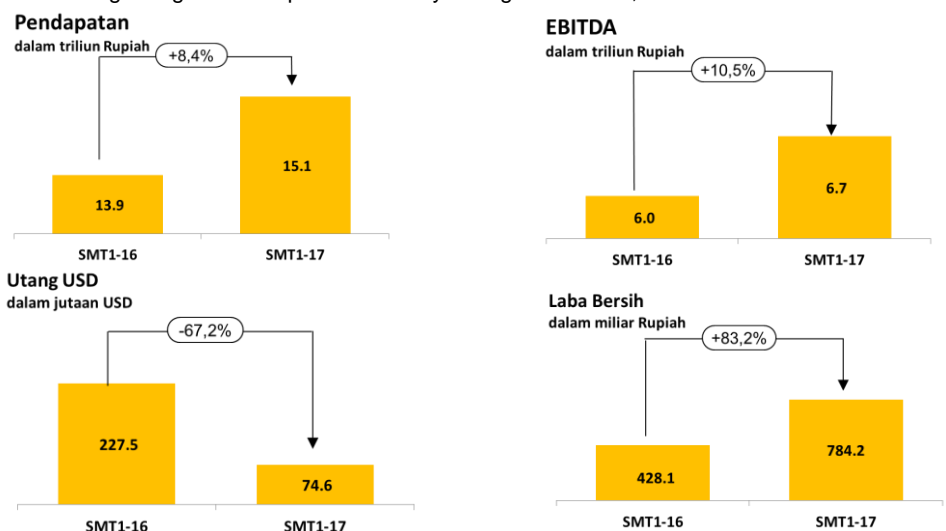 Pendapatan
dalam triliun Rupiah
+8,4%
13.9
15.1
SMT1-16
SMT1-17
EBITDA
dalam triliun Rupiah
+10,5%
6.0
6.7
SMT1-16
SMT1-17
Utang USD
dalam jutaan USD
-67,2%
227.5
74.6
SMT1-16
SMT1-17
Laba Bersih
dalam miliar Rupiah
+83,2%
428.1
784.2
SMT1-16
SMT1-17